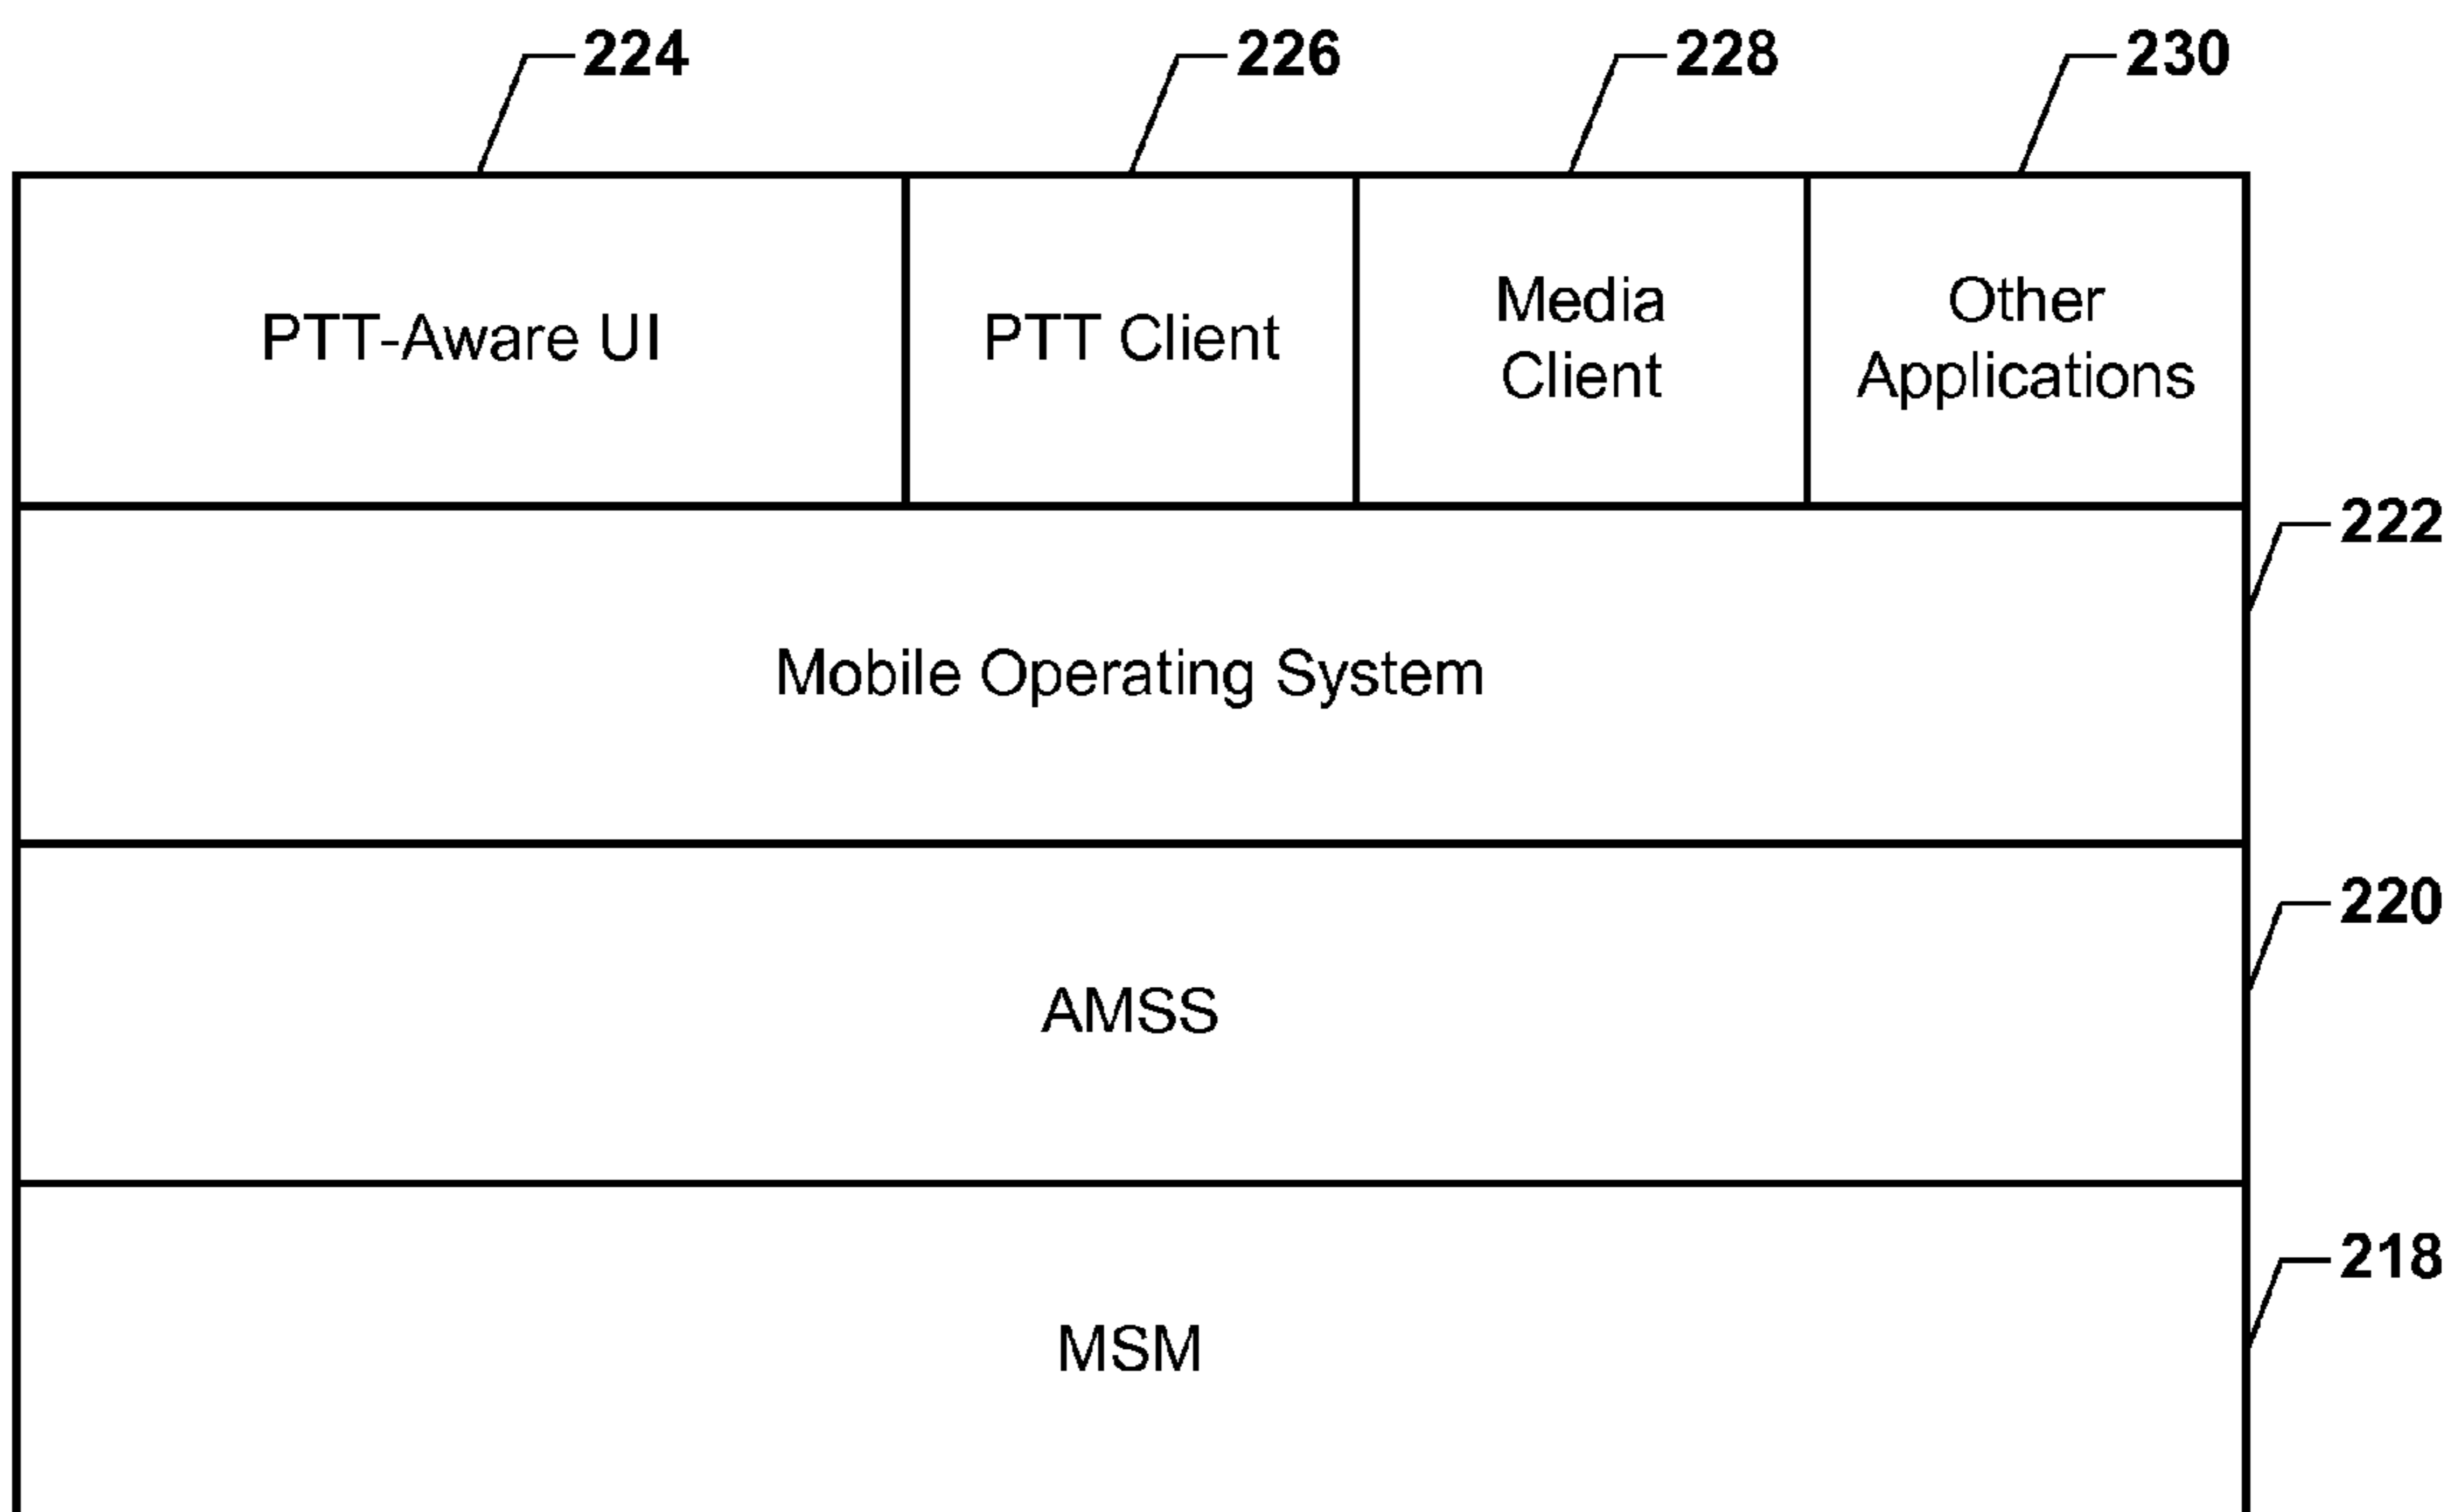 224
226
228
230
PTT-Aware UI
PTT Client
Media
Client
Other
Applications
222
Mobile Operating System
220
AMSS
218
MSM